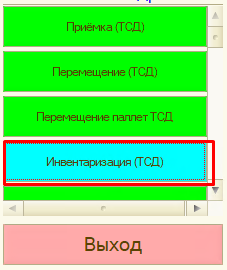 Приёмка (ТСД)
Перемещение (ТСД)
Перемещение паллет ТСД
Инвентаризация (ТСД)
Выход